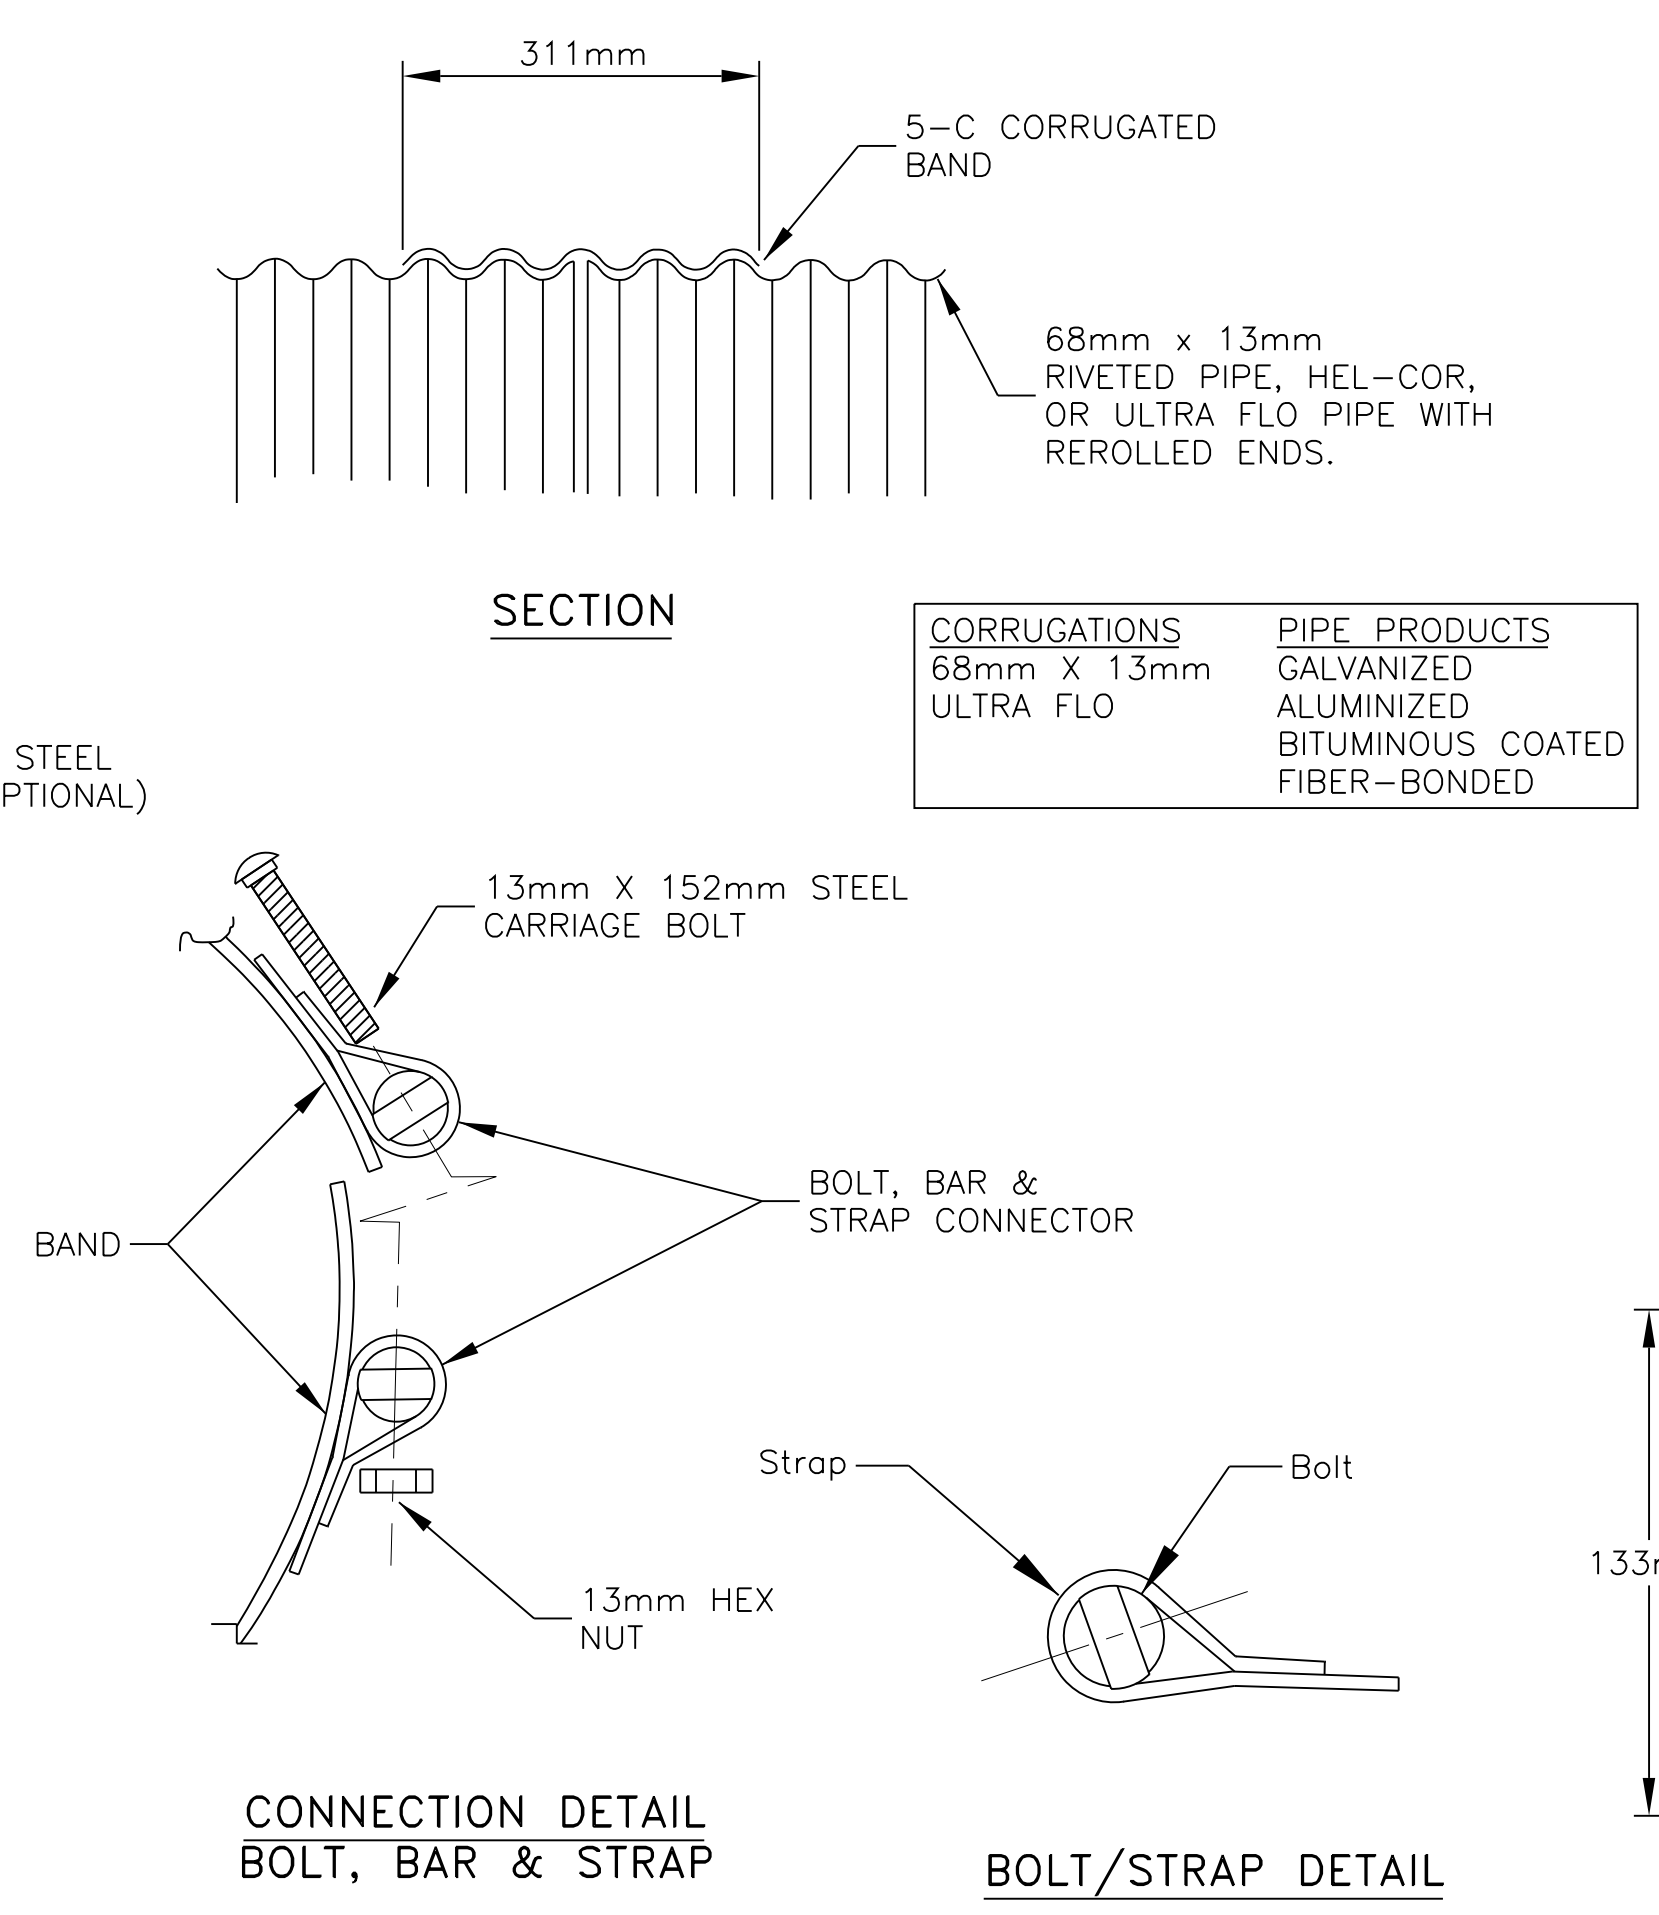 311mm
5-C CORRUGATED
BAND
68mm x 13mm
RIVETED PIPE, HEL-COR,
OR ULTRA FLO PIPE WITH
REROLLED ENDS.
SECTION
CORRUGATIONS PIPE PRODUCTS
68mm X 13mm GALVANIZED
ULTRA FLO ALUMINIZED
BITUMINOUS COATED
FIBER-BONDED
STEEL
PTIONAL)
13mm X 152mm STEEL
CARRIAGE BOLT
BOLT, BAR &
STRAP CONNECTOR
BAND
Strap
Bolt
133m
13mm HEX
NUT
CONNECTION DETAIL
BOLT, BAR & STRAP
BOLT/STRAP DETAIL